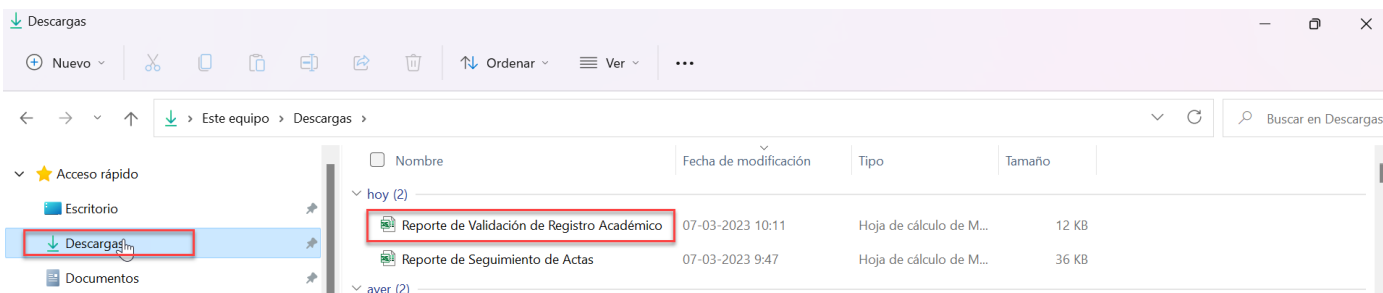 Descargas
Nuevo
Ordenar
Ver
Este equipo > Descargas >
Buscar en Descargas
Nombre Fecha de modificación Tipo Tamaño
Acceso rápido
hoy (2)
Escritorio
Reporte de Validación de Registro Académico 07-03-2023 10:11 Hoja de cálculo de M... 12 KB
Descargas
Reporte de Seguimiento de Actas 07-03-2023 9:47 Hoja de cálculo de M... 36 KB
Documentos
ayer (2)